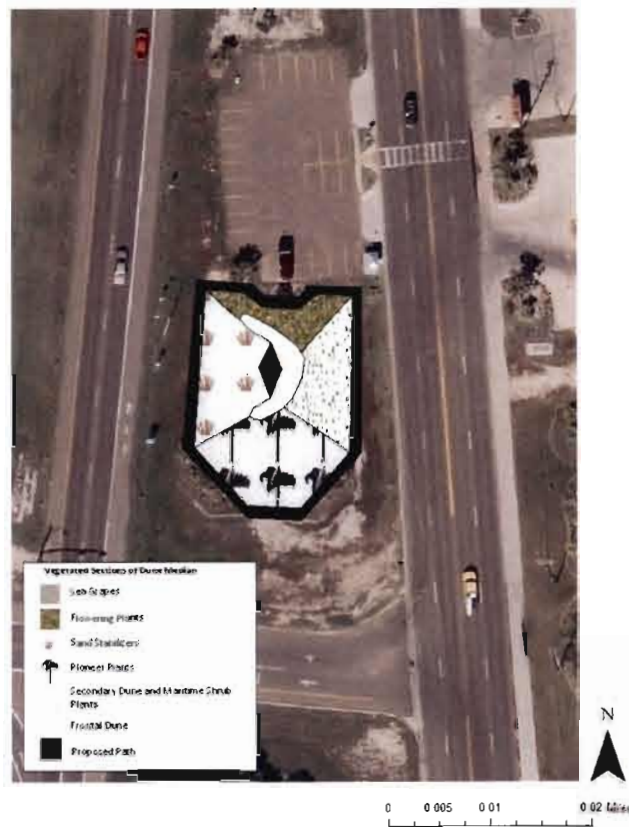 Vegetated Sections of Dune Median
Sea Grapes
Flowering Plants
Sand Stabilizers
Pioneer Plants
Secondary Dune and Maritime Shrub
Plants
Frontal Dune
Proposed Path
N
0 0 005 0 01 0 02 Miles